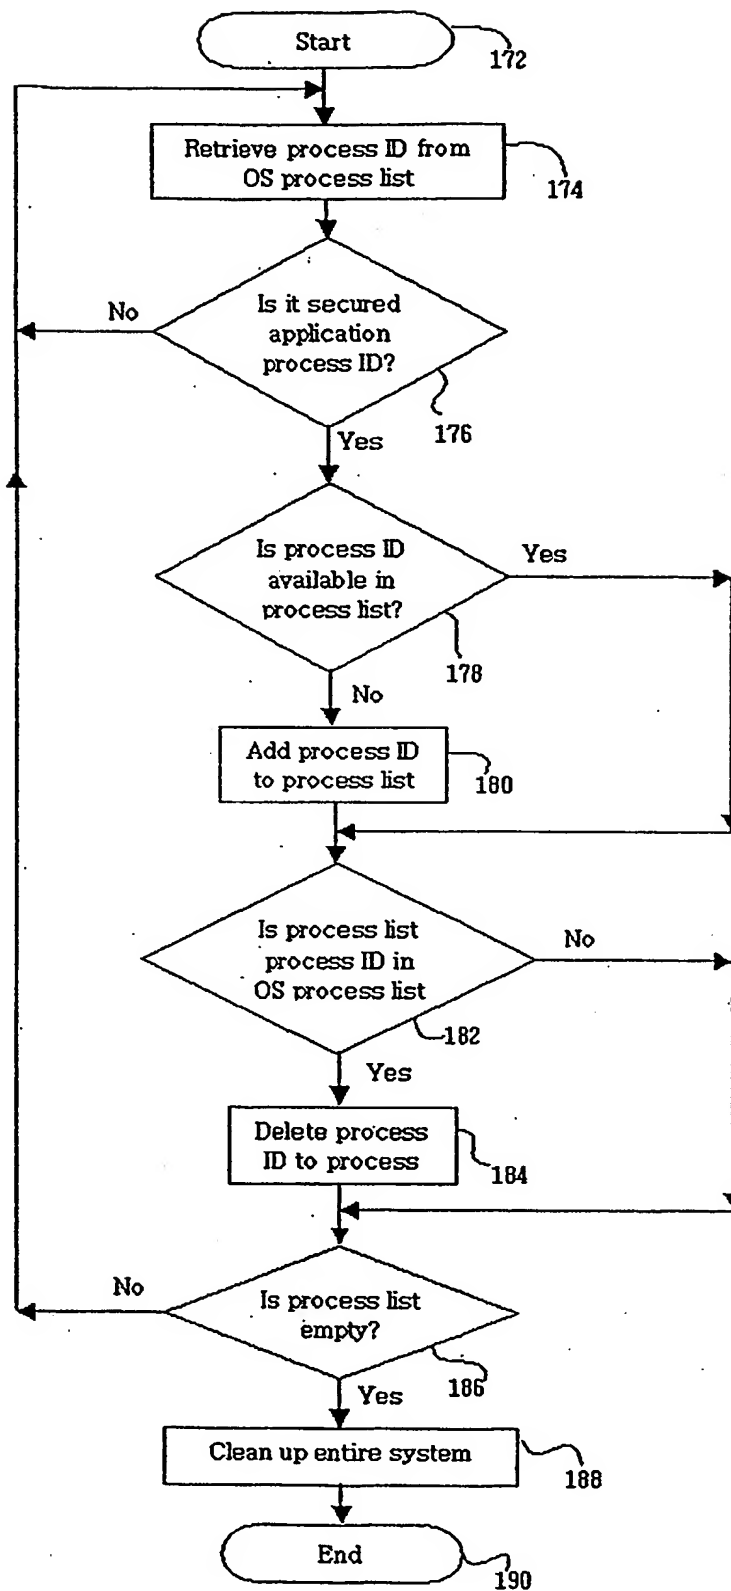 Start
172
Retrieve process ID from
OS process list
174
Is it secured
application
process ID?
No
176
Yes
Is process ID
available in
process list?
Yes
178
No
Add process ID
to process list
180
Is process list
process ID in
OS process list
No
182
Yes
Delete process
ID to process
184
Is process list
empty?
No
186
Yes
Clean up entire system
188
End
190